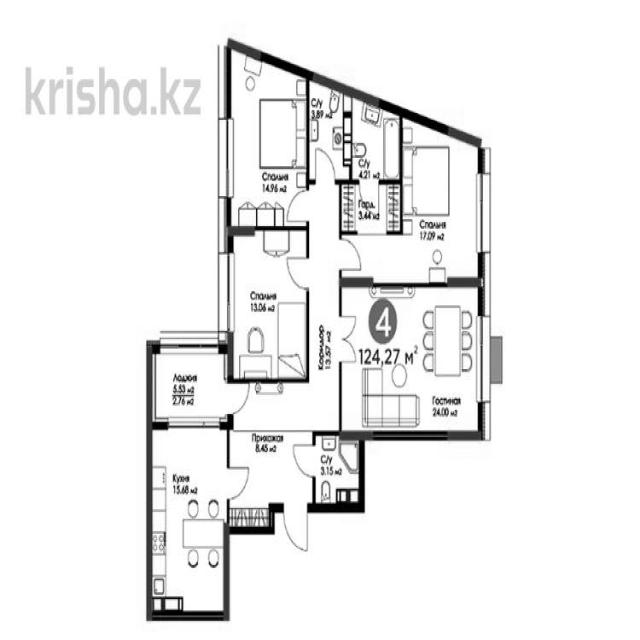 krisha.kz
С/у
3.89 м2
С/у
4.21 м2
Спальня
14.96 м2
Гард.
3.44 м2
Спальня
17.09 м2
Спальня
13.06 м2
Коридор
13.57 м2
4
124,27 м2
Гостиная
24.00 м2
Лоджия
5.53 м2
2.76 м2
Прихожая
8.45 м2
С/у
3.15 м2
Кухня
15.68 м2